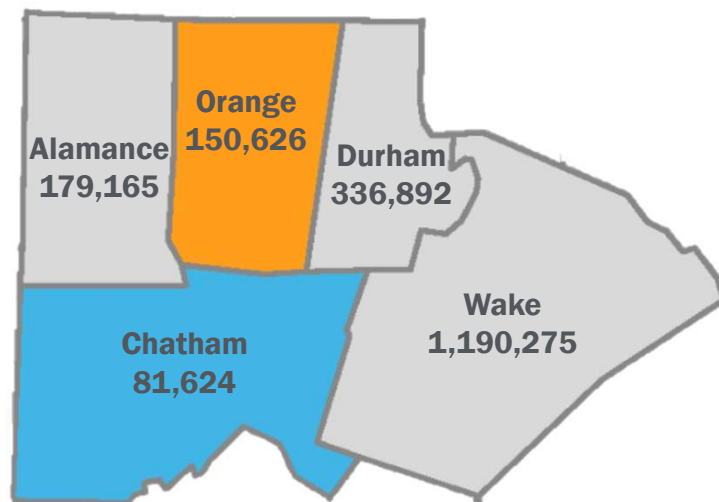 Orange
150,626
Alamance
179,165
Durham
336,892
Wake
1,190,275
Chatham
81,624